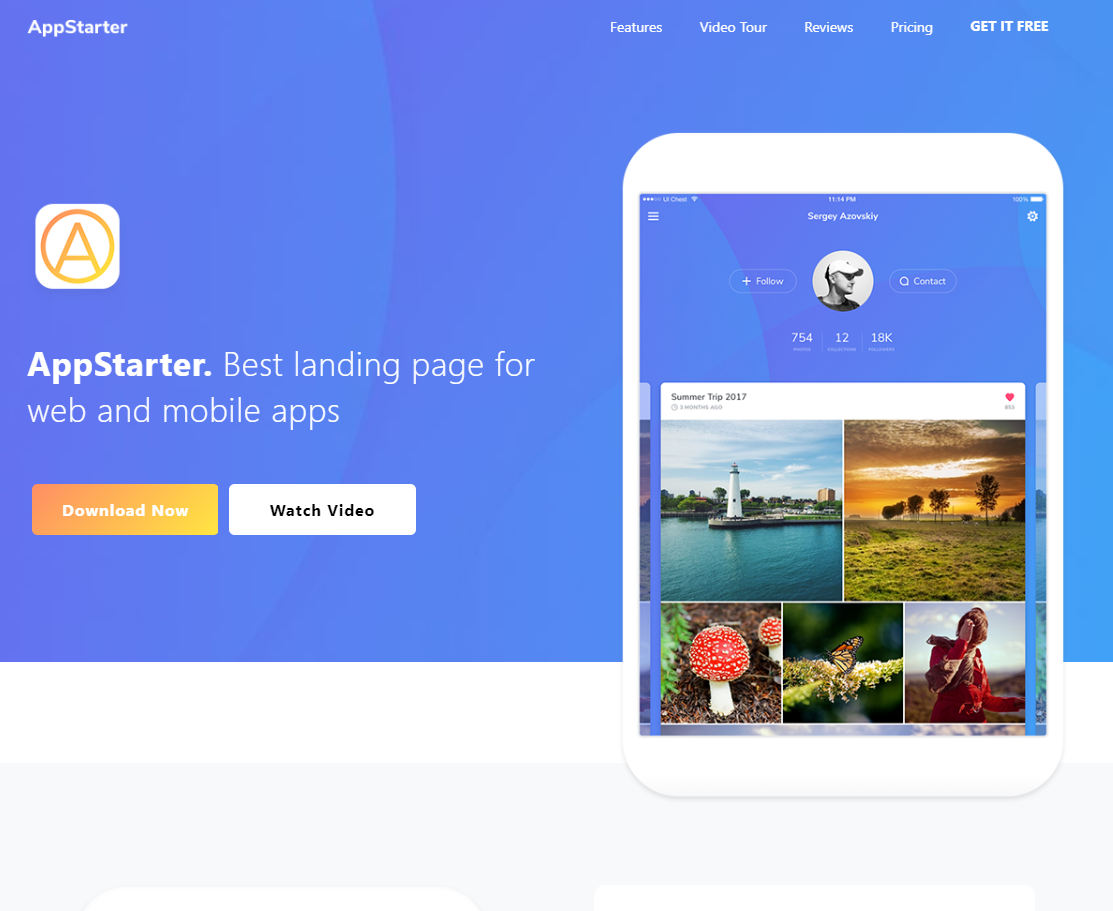 AppStarter
Features Video Tour Reviews Pricing GET IT FREE
AppStarter. Best landing page for
web and mobile apps
Download Now Watch Video
UI Chest 11:14 PM 100%
Sergey Azovskiy
+ Follow Contact
754 12 18K
PHOTOS COLLECTIONS FOLLOWERS
Summer Trip 2017
3 MONTHS AGO 853